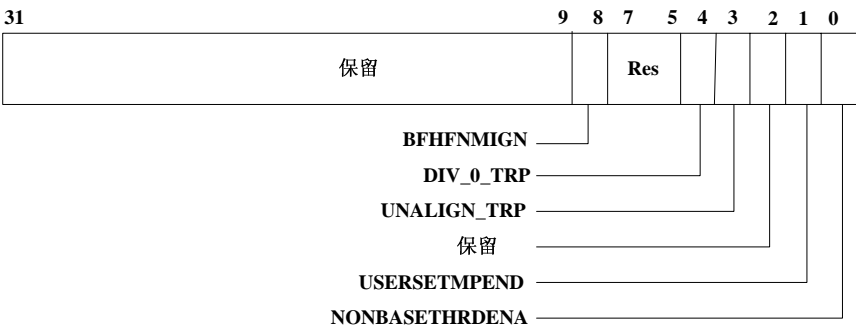 31 9 8 7 5 4 3 2 1 0
保留 Res
BFHFNMIGN
DIV_0_TRP
UNALIGN_TRP
保留
USERSETMPEND
NONBASETHRDENA